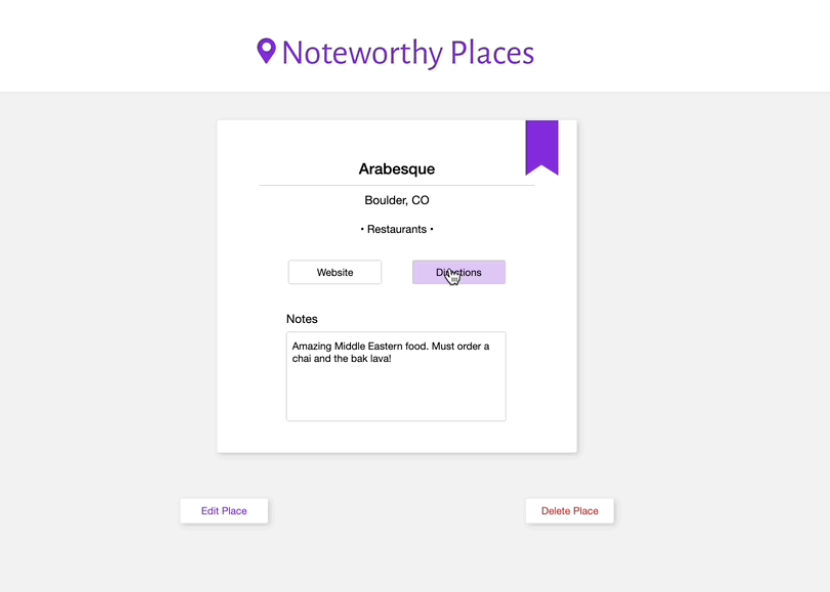 Noteworthy Places
Arabesque
Boulder, CO
• Restaurants •
Website
Directions
Notes
Amazing Middle Eastern food. Must order a
chai and the bak lava!
Edit Place
Delete Place